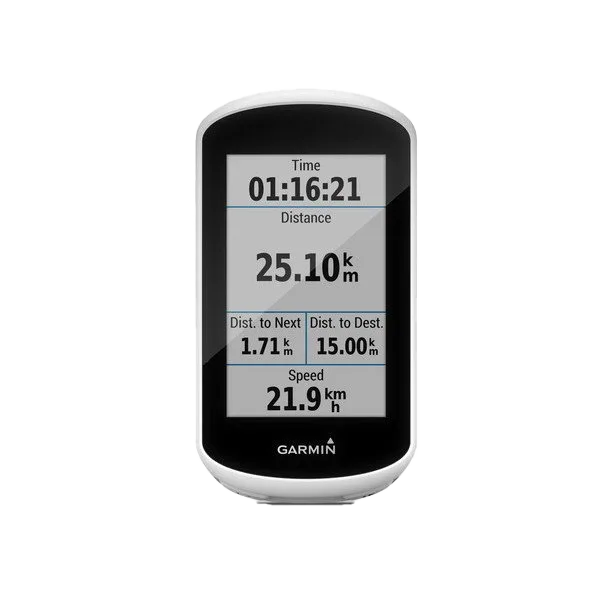 Time
01:16:21
Distance
25.10 km
Dist. to Next Dist. to Dest.
1.71 km 15.00 km
Speed
21.9 km h
GARMIN